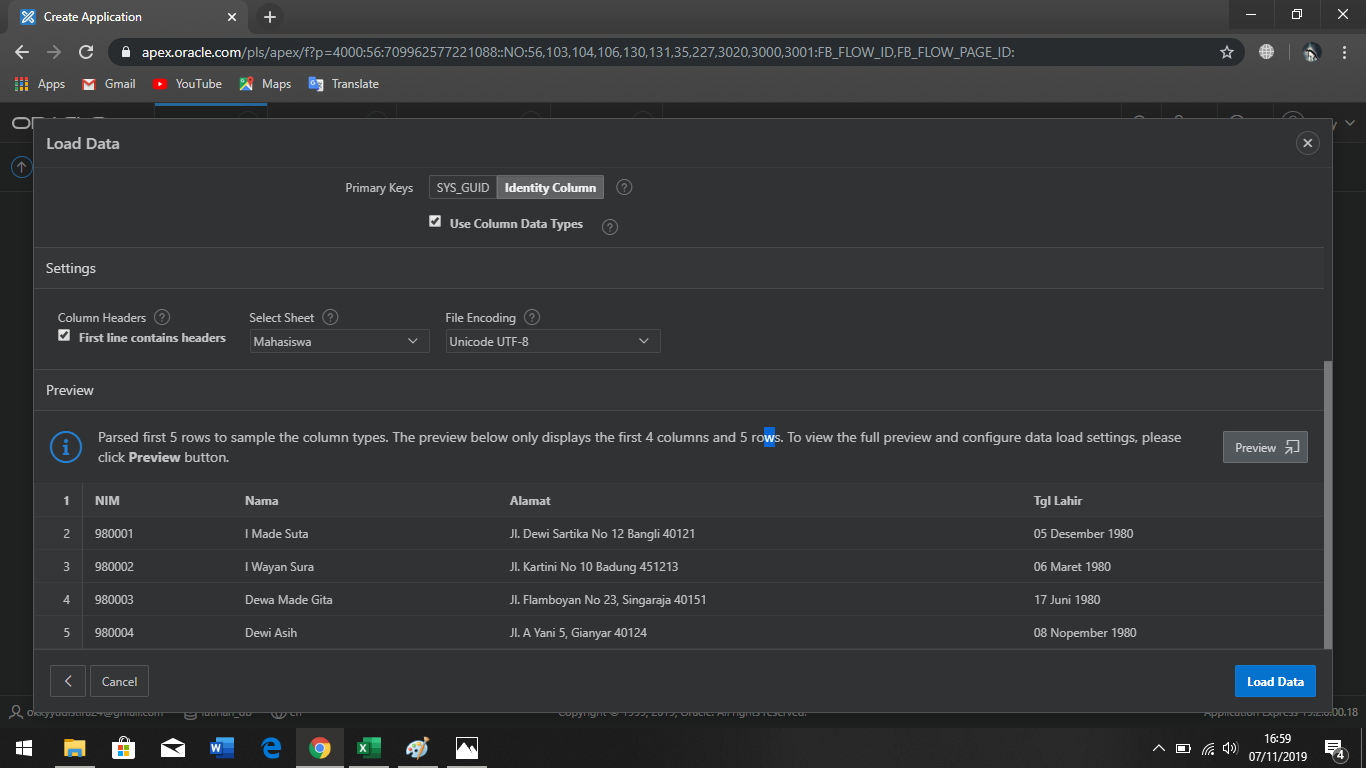 Create Application
apex.oracle.com/pls/apex/f?p=4000:56:709962577221088::NO:56,103,104,106,130,131,35,227,3020,3000,3001:FB_FLOW_ID,FB_FLOW_PAGE_ID:
Apps Gmail YouTube Maps Translate
Load Data
Primary Keys SYS_GUID Identity Column ?
Use Column Data Types ?
Settings
Column Headers ? Select Sheet ? File Encoding ?
First line contains headers Mahasiswa Unicode UTF-8
Preview
Parsed first 5 rows to sample the column types. The preview below only displays the first 4 columns and 5 rows. To view the full preview and configure data load settings, please
click Preview button.
Preview
1 NIM Nama Alamat Tgl Lahir
2 980001 I Made Suta Jl. Dewi Sartika No 12 Bangli 40121 05 Desember 1980
3 980002 I Wayan Sura Jl. Kartini No 10 Badung 451213 06 Maret 1980
4 980003 Dewa Made Gita Jl. Flamboyan No 23, Singaraja 40151 17 Juni 1980
5 980004 Dewi Asih Jl. A Yani 5, Gianyar 40124 08 Nopember 1980
Cancel Load Data
16:59
07/11/2019
4